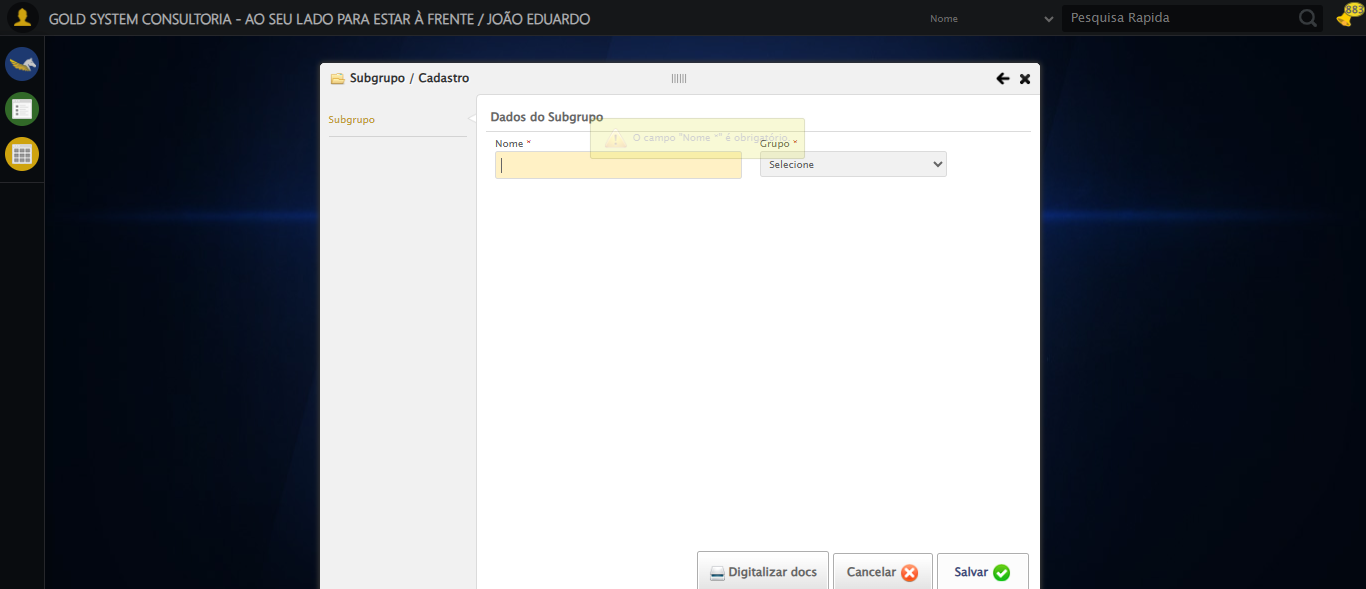 GOLD SYSTEM CONSULTORIA - AO SEU LADO PARA ESTAR À FRENTE / JOÃO EDUARDO
Nome
Pesquisa Rapida
883
Subgrupo / Cadastro
Subgrupo
Dados do Subgrupo
O campo "Nome *" é obrigatório
Nome *
Grupo *
Selecione
Digitalizar docs
Cancelar
Salvar